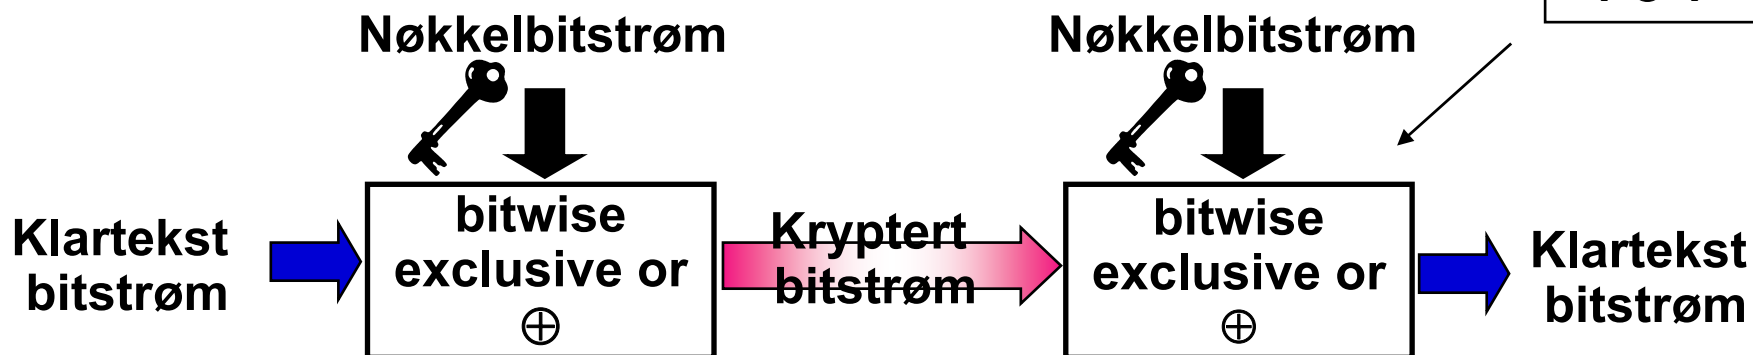 Nøkkelbitstrøm
Nøkkelbitstrøm
Klartekst
bitstrøm
bitwise
exclusive or
⊕
Kryptert
bitstrøm
bitwise
exclusive or
⊕
Klartekst
bitstrøm